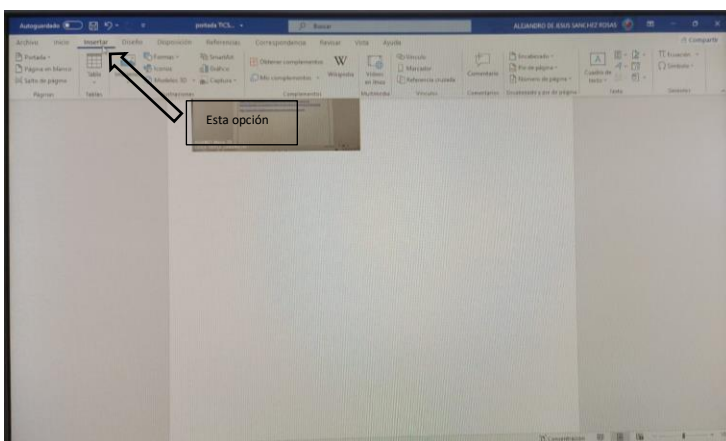 Autoguardado
portada TICS...
Buscar
ALEJANDRO DE JESUS SANCHEZ ROSAS
Archivo Inicio Insertar Diseño Disposición Referencias Correspondencia Revisar Vista Ayuda
Compartir
Portada
Página en blanco
Salto de página
Páginas
Tabla
Tablas
Formas
Iconos
Modelos 3D
SmartArt
Gráfico
Captura
Obtener complementos
Mis complementos
Complementos
W
Wikipedia
Vídeos en línea
Multimedia
Vínculo
Marcador
Referencia cruzada
Vínculos
Comentario
Comentarios
Encabezado
Pie de página
Número de página
Encabezado y pie de página
Cuadro de texto
Texto
Ecuación
Símbolo
Símbolos
Esta opción
Concentración